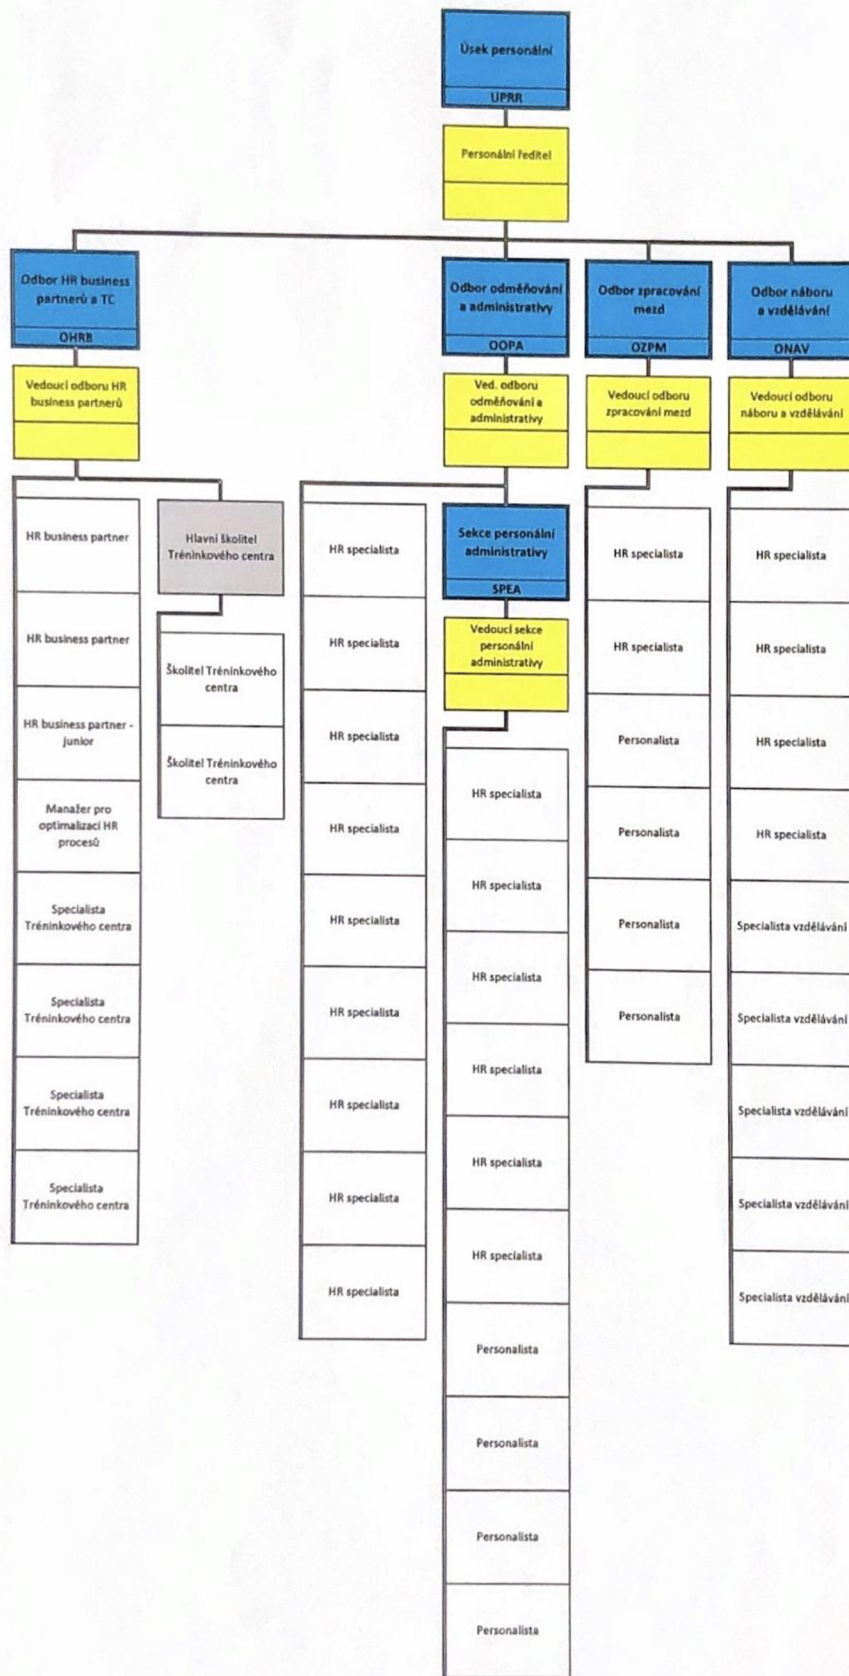 Úsek personální
UPRR
Personální ředitel
Odbor HR business
partnerů a TC
OHRB
Vedoucí odboru HR
business partnerů
HR business partner
HR business partner
HR business partner -
junior
Manažer pro
optimalizaci HR
procesů
Specialista
Tréninkového centra
Specialista
Tréninkového centra
Specialista
Tréninkového centra
Specialista
Tréninkového centra
Hlavní školitel
Tréninkového centra
Školitel Tréninkového
centra
Školitel Tréninkového
centra
Odbor odměňování
a administrativy
OOPA
Ved. odboru
odměňování a
administrativy
HR specialista
HR specialista
HR specialista
HR specialista
HR specialista
HR specialista
HR specialista
HR specialista
HR specialista
Sekce personální
administrativy
SPEA
Vedoucí sekce
personální
administrativy
HR specialista
HR specialista
HR specialista
HR specialista
HR specialista
HR specialista
Personalista
Personalista
Personalista
Personalista
Odbor zpracování
mezd
OZPM
Vedoucí odboru
zpracování mezd
HR specialista
HR specialista
Personalista
Personalista
Personalista
Personalista
Odbor náboru
a vzdělávání
ONAV
Vedoucí odboru
náboru a vzdělávání
HR specialista
HR specialista
HR specialista
HR specialista
Specialista vzdělávání
Specialista vzdělávání
Specialista vzdělávání
Specialista vzdělávání
Specialista vzdělávání